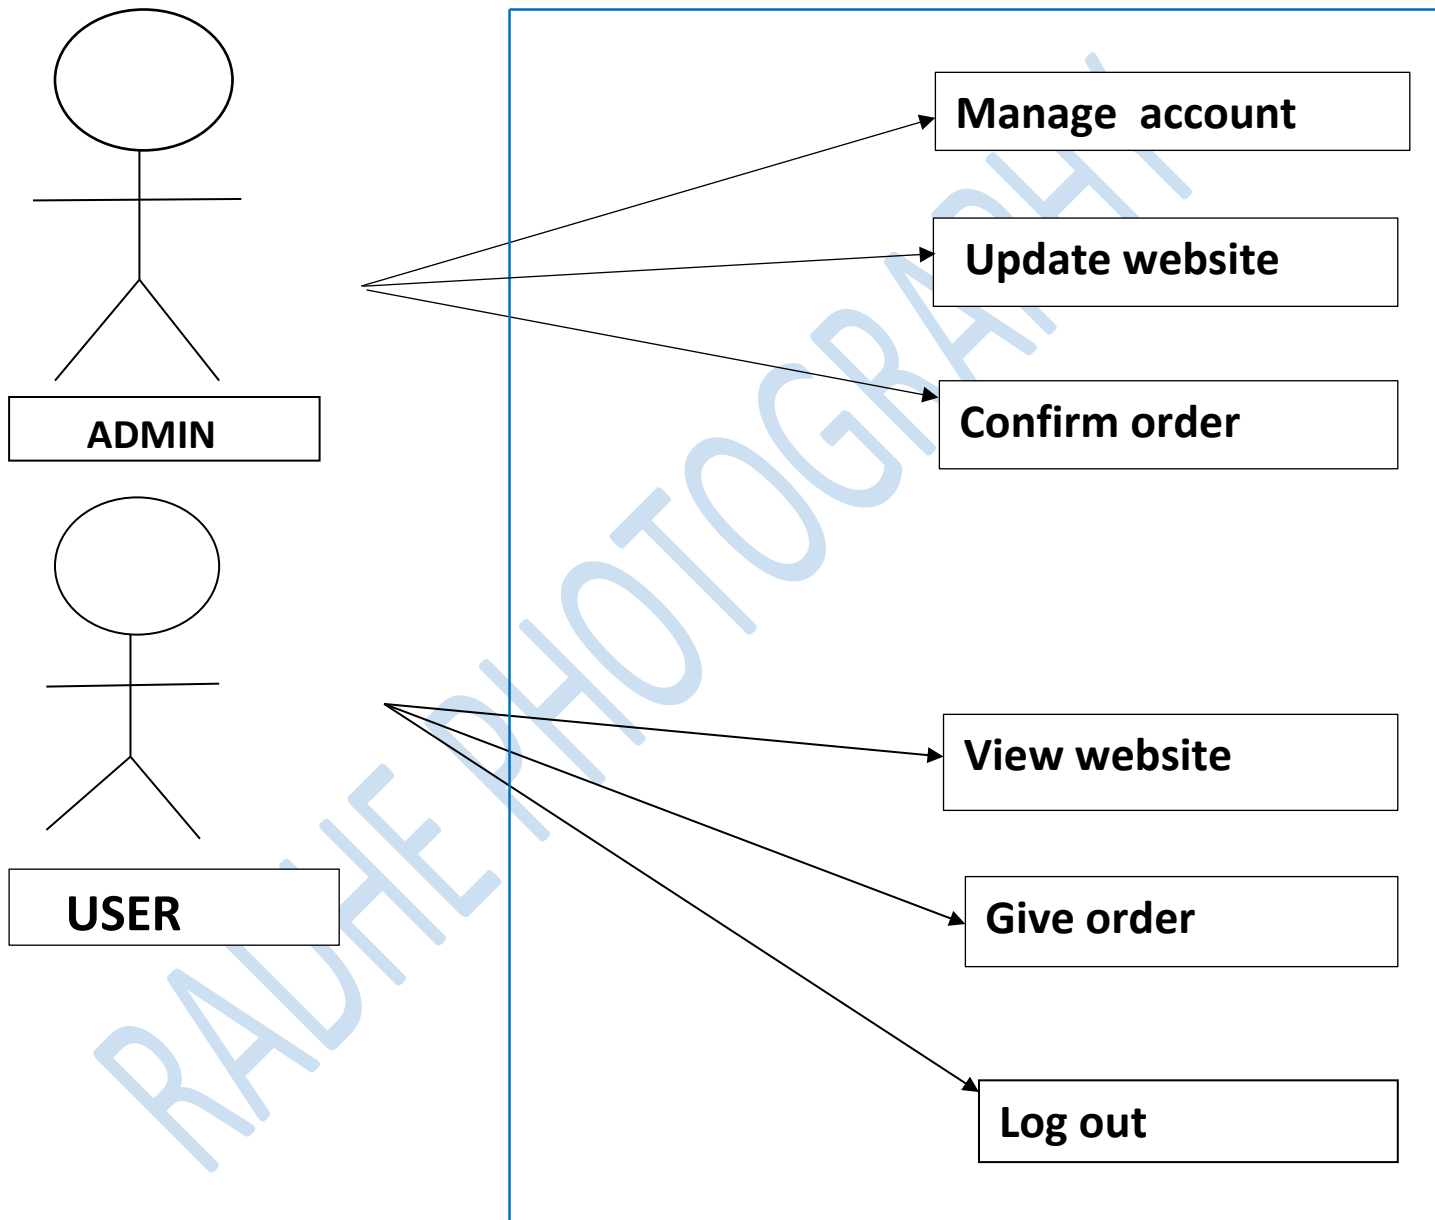 Manage  account
Update website
Confirm order
ADMIN
View website
Give order
USER
Log out
RADHE PHOTOGRAPHY